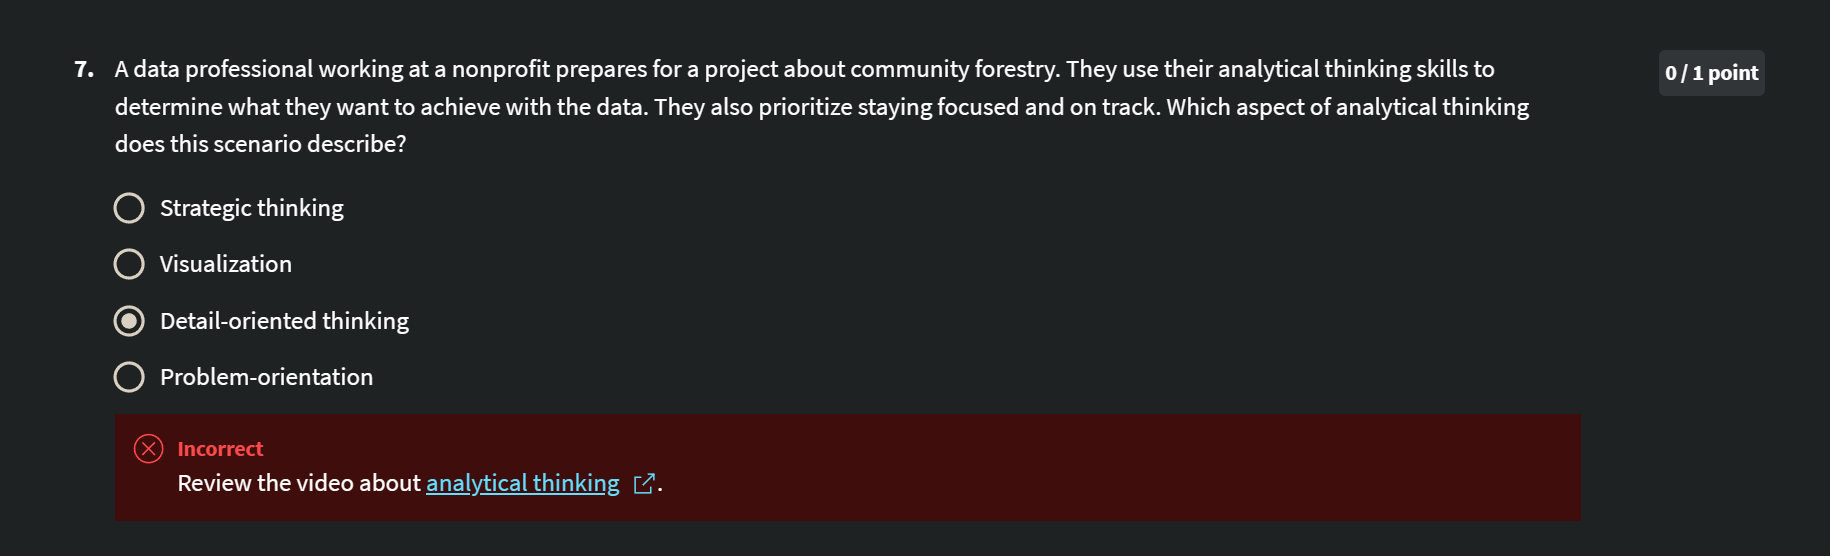 7. A data professional working at a nonprofit prepares for a project about community forestry. They use their analytical thinking skills to
0 / 1 point
determine what they want to achieve with the data. They also prioritize staying focused and on track. Which aspect of analytical thinking
does this scenario describe?
Strategic thinking
Visualization
Detail-oriented thinking
Problem-orientation
Incorrect
Review the video about analytical thinking.